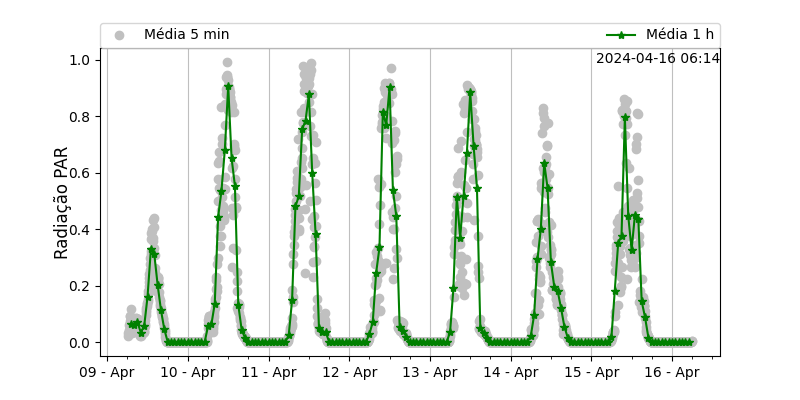 Média 5 min
Média 1 h
2024-04-16 06:14
Radiação PAR
1.0
0.8
0.6
0.4
0.2
0.0
09 - Apr
10 - Apr
11 - Apr
12 - Apr
13 - Apr
14 - Apr
15 - Apr
16 - Apr